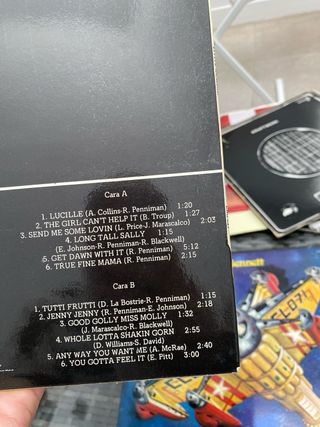 Cara A
1. LUCILLE (A. Collins-R. Penniman) 1:20
2. THE GIRL CAN'T HELP IT (B. Troup) 1:27
3. SEND ME SOME LOVIN (L. Price-J. Marascalco) 2:03
4. LONG TALL SALLY 1:15
(E. Johnson-R. Penniman-R. Blackwell)
5. GET DAWN WITH IT (R. Penniman) 5:12
6. TRUE FINE MAMA (R. Penniman) 2:15
Cara B
1. TUTTI FRUTTI (D. La Bostrie-R. Penniman) 1:15
2. JENNY JENNY (R. Penniman-E. Johnson) 2:18
3. GOOD GOLLY MISS MOLLY 1:32
(J. Marascalco-R. Blackwell)
4. WHOLE LOTTA SHAKIN GORN 2:55
(D. Williams-S. David)
5. ANY WAY YOU WANT ME (A. McRae) 2:40
6. YOU GOTTA FEEL IT (E. Pitt) 3:00